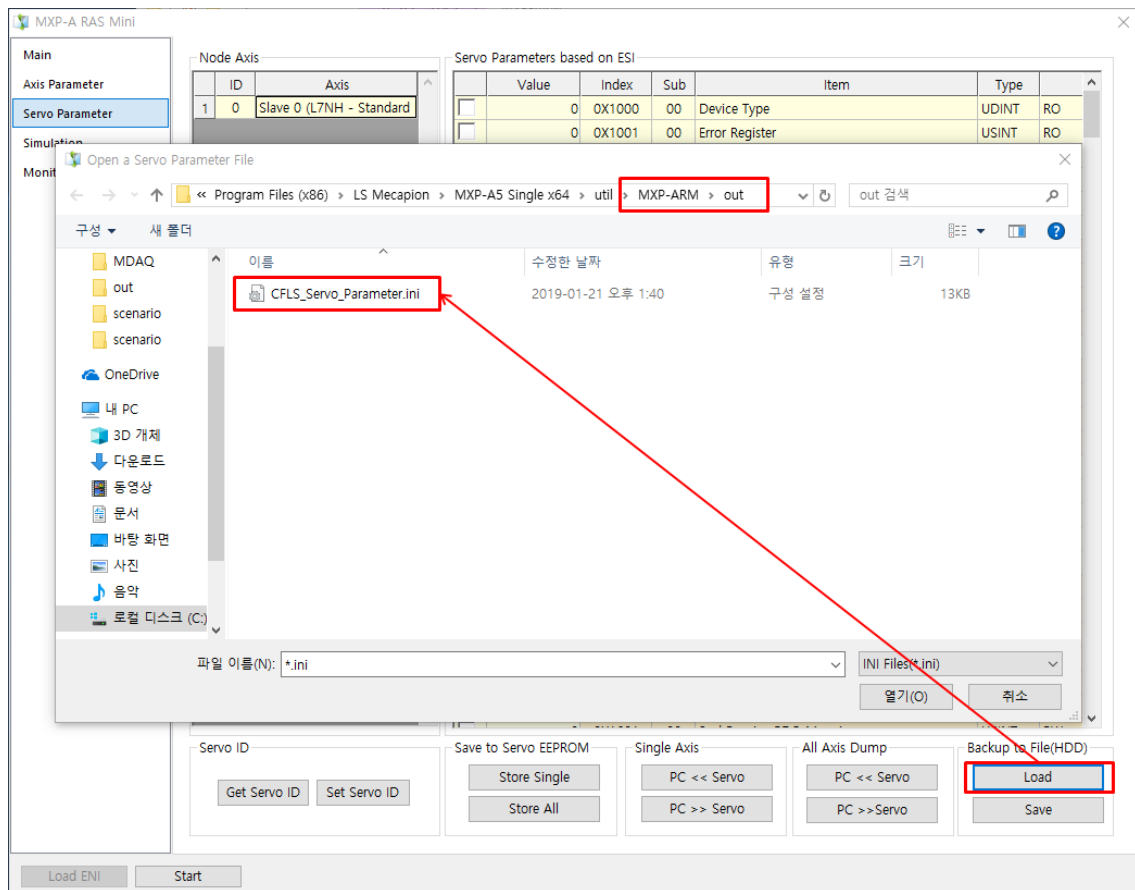 MXP-A RAS Mini
Main
Axis Parameter
Servo Parameter
Simulation
Monit
Node Axis
ID Axis
1 0 Slave 0 (L7NH - Standard
Servo Parameters based on ESI
Value Index Sub Item Type
0 0X1000 00 Device Type UDINT RO
0 0X1001 00 Error Register USINT RO
Open a Servo Parameter File
« Program Files (x86) › LS Mecapion › MXP-A5 Single x64 › util › MXP-ARM › out
out 검색
구성 새 폴더
이름 수정한 날짜 유형 크기
CFLS_Servo_Parameter.ini 2019-01-21 오후 1:40 구성 설정 13KB
MDAQ
out
scenario
scenario
OneDrive
내 PC
3D 개체
다운로드
동영상
문서
바탕 화면
사진
음악
로컬 디스크 (C:)
파일 이름(N): *.ini
INI Files(*.ini)
열기(O) 취소
Servo ID
Get Servo ID Set Servo ID
Save to Servo EEPROM
Store Single
Store All
Single Axis
PC << Servo
PC >> Servo
All Axis Dump
PC << Servo
PC >>Servo
Backup to File(HDD)
Load
Save
Load ENI Start